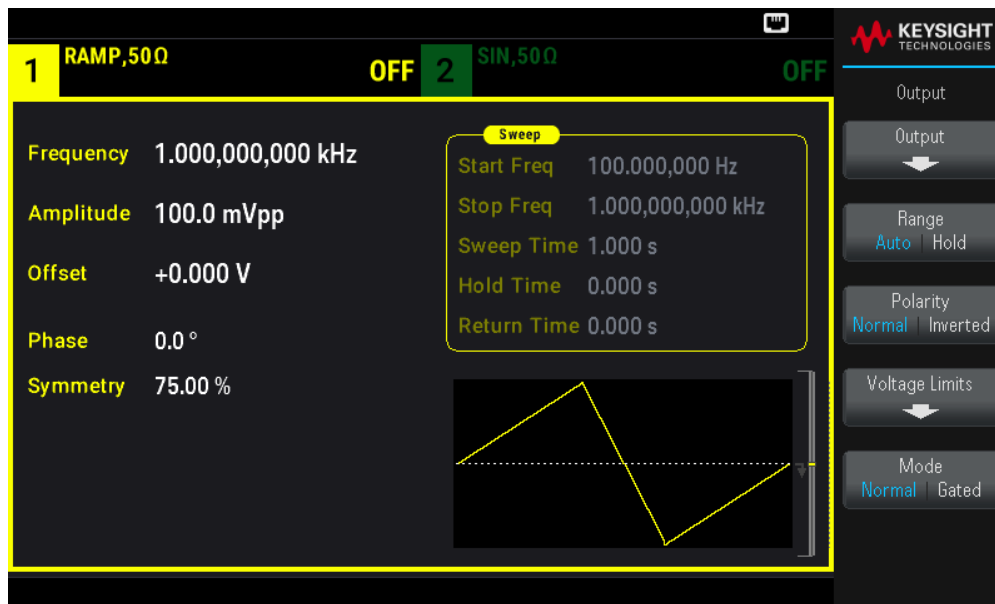 KEYSIGHT
TECHNOLOGIES
1
RAMP,50Ω
OFF
2
SIN,50Ω
OFF
Output
Frequency 1.000,000,000 kHz
Amplitude 100.0 mVpp
Offset +0.000 V
Phase 0.0 °
Symmetry 75.00 %
Sweep
Start Freq 100.000,000 Hz
Stop Freq 1.000,000,000 kHz
Sweep Time 1.000 s
Hold Time 0.000 s
Return Time 0.000 s
Output
Range
Auto | Hold
Polarity
Normal | Inverted
Voltage Limits
Mode
Normal | Gated